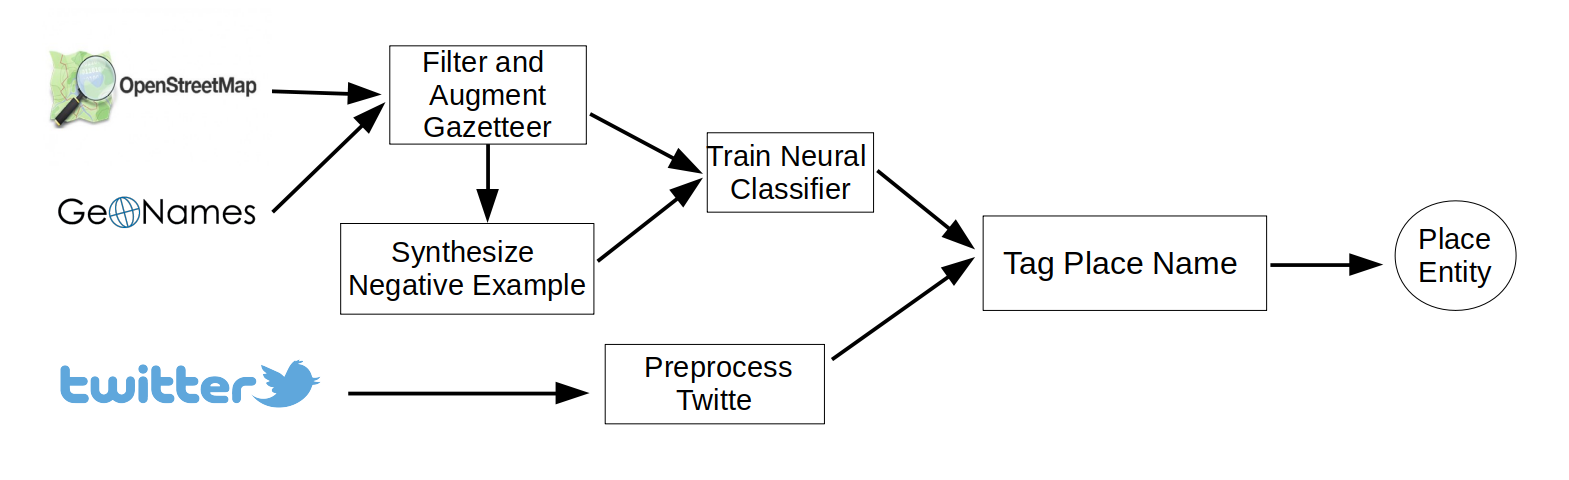 OpenStreetMap
Filter and
Augment
Gazetteer
GeoNames
Synthesize
Negative Example
Train Neural
Classifier
twitter
Preprocess
Twitte
Tag Place Name
Place
Entity